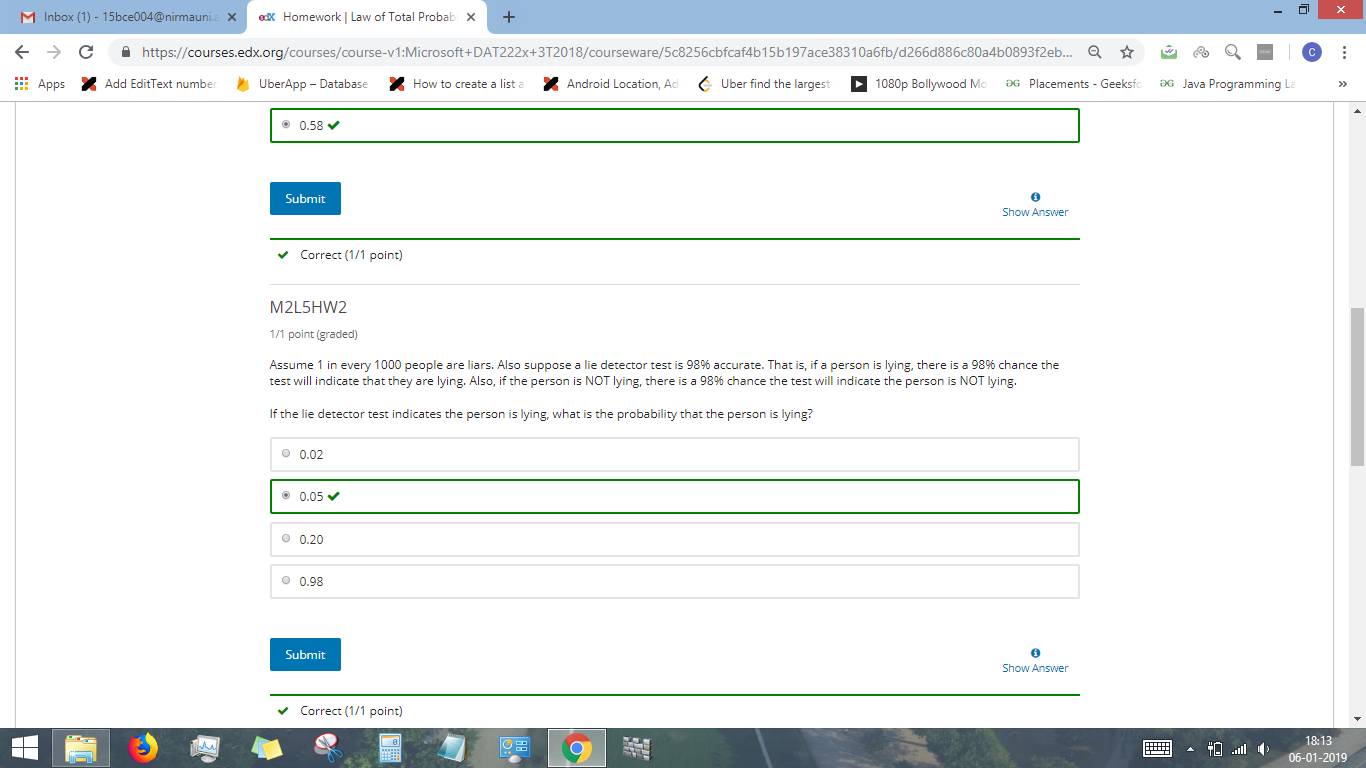 Inbox (1) - 15bce004@nirmauni.a
edX Homework | Law of Total Probab
https://courses.edx.org/courses/course-v1:Microsoft+DAT222x+3T2018/courseware/5c8256cbfcaf4b15b197ace38310a6fb/d266d886c80a4b0893f2eb...
C
Apps Add EditText number UberApp – Database How to create a list a Android Location, Ad Uber find the largest 1080p Bollywood Mo Placements - Geeksfo Java Programming La »
0.58
Submit
Show Answer
Correct (1/1 point)
M2L5HW2
1/1 point (graded)
Assume 1 in every 1000 people are liars. Also suppose a lie detector test is 98% accurate. That is, if a person is lying, there is a 98% chance the
test will indicate that they are lying. Also, if the person is NOT lying, there is a 98% chance the test will indicate the person is NOT lying.
If the lie detector test indicates the person is lying, what is the probability that the person is lying?
0.02
0.05
0.20
0.98
Submit
Show Answer
Correct (1/1 point)
18:13
06-01-2019